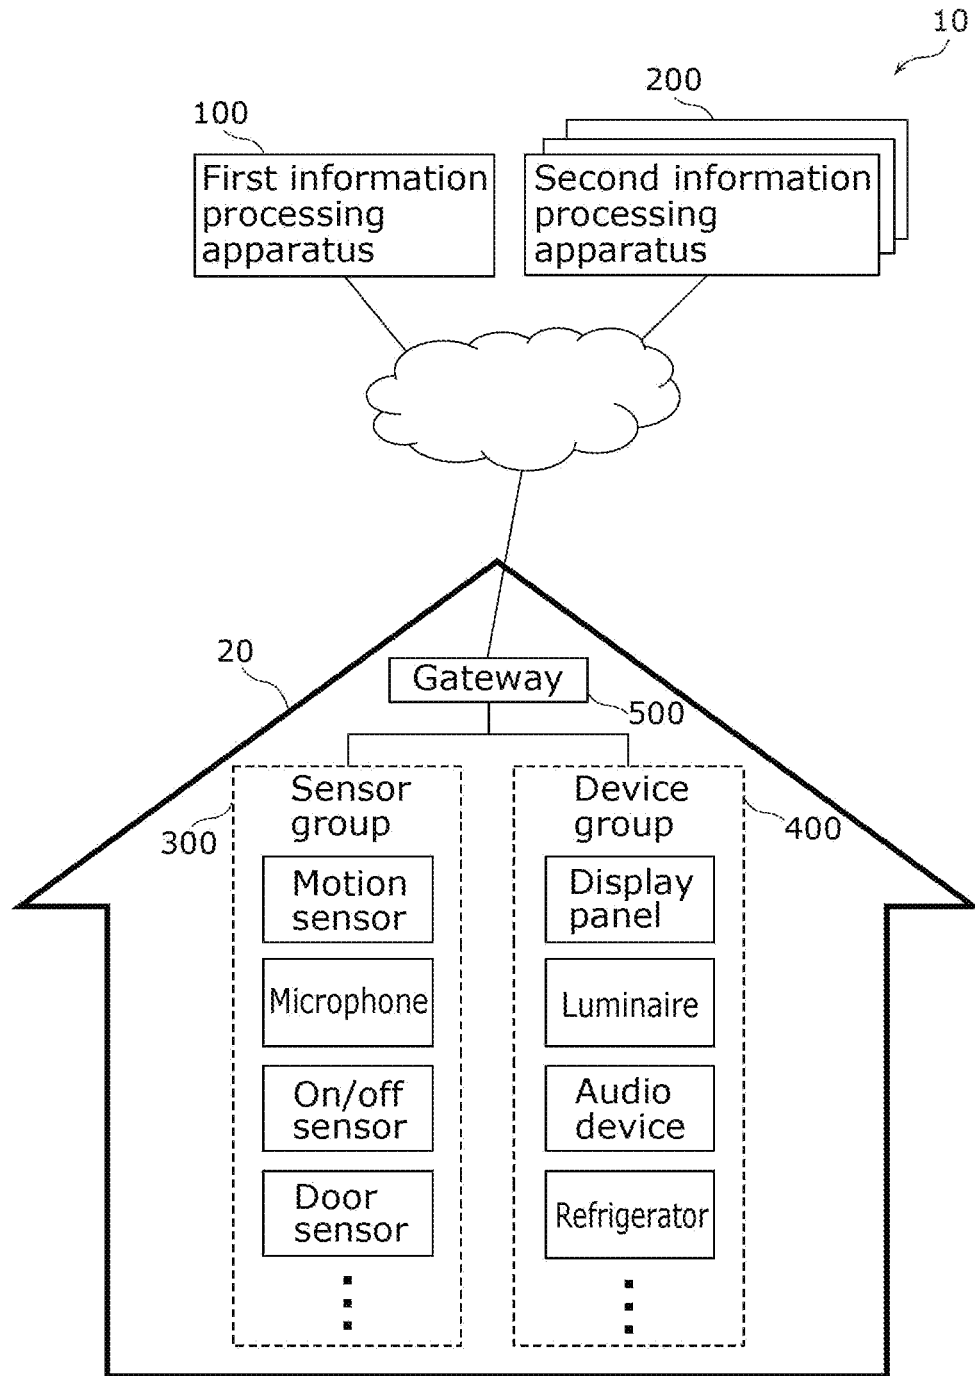 10
200
100
First information
processing
apparatus
Second information
processing
apparatus
20
Gateway
500
Sensor
group
300
Device
group
400
Motion
sensor
Display
panel
Microphone
Luminaire
On/off
sensor
Audio
device
Door
sensor
Refrigerator